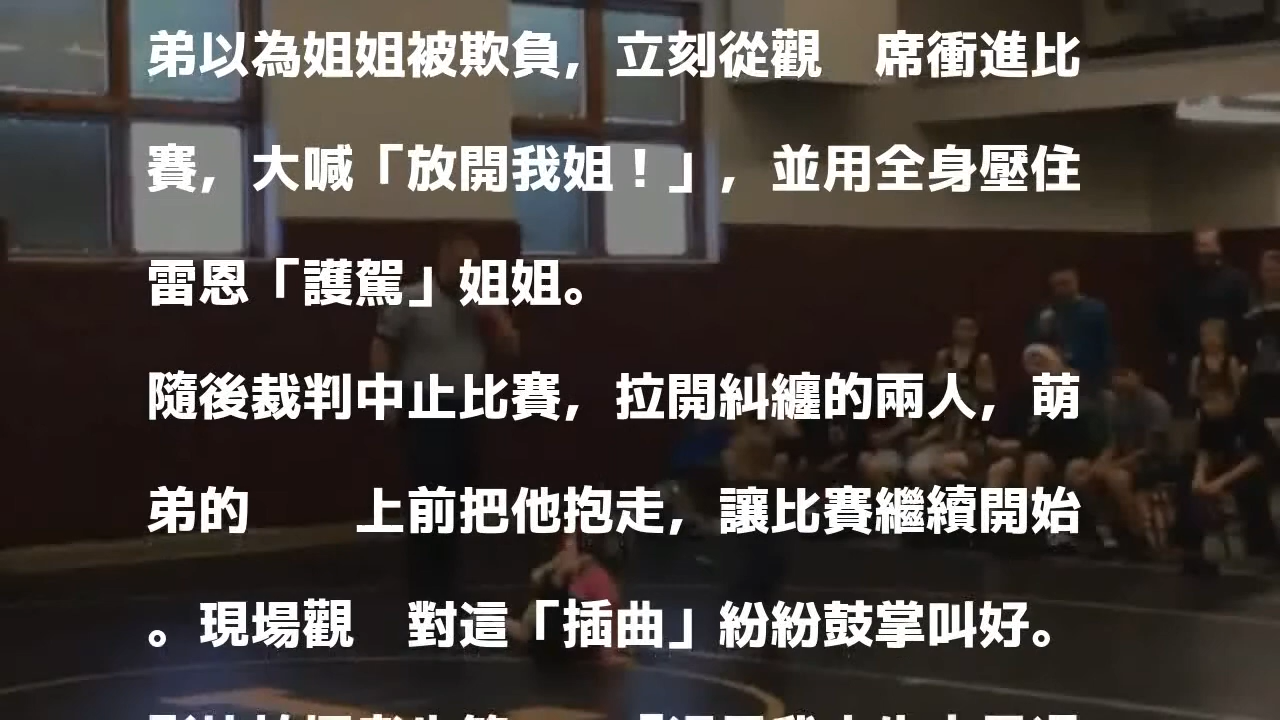 弟以為姐姐被欺負，立刻從觀　席衝進比
賽，大喊「放開我姐！」，並用全身壓住
雷恩「護駕」姐姐。
隨後裁判中止比賽，拉開糾纏的兩人，萌
弟的　　上前把他抱走，讓比賽繼續開始
。現場觀　對這「插曲」紛紛鼓掌叫好。